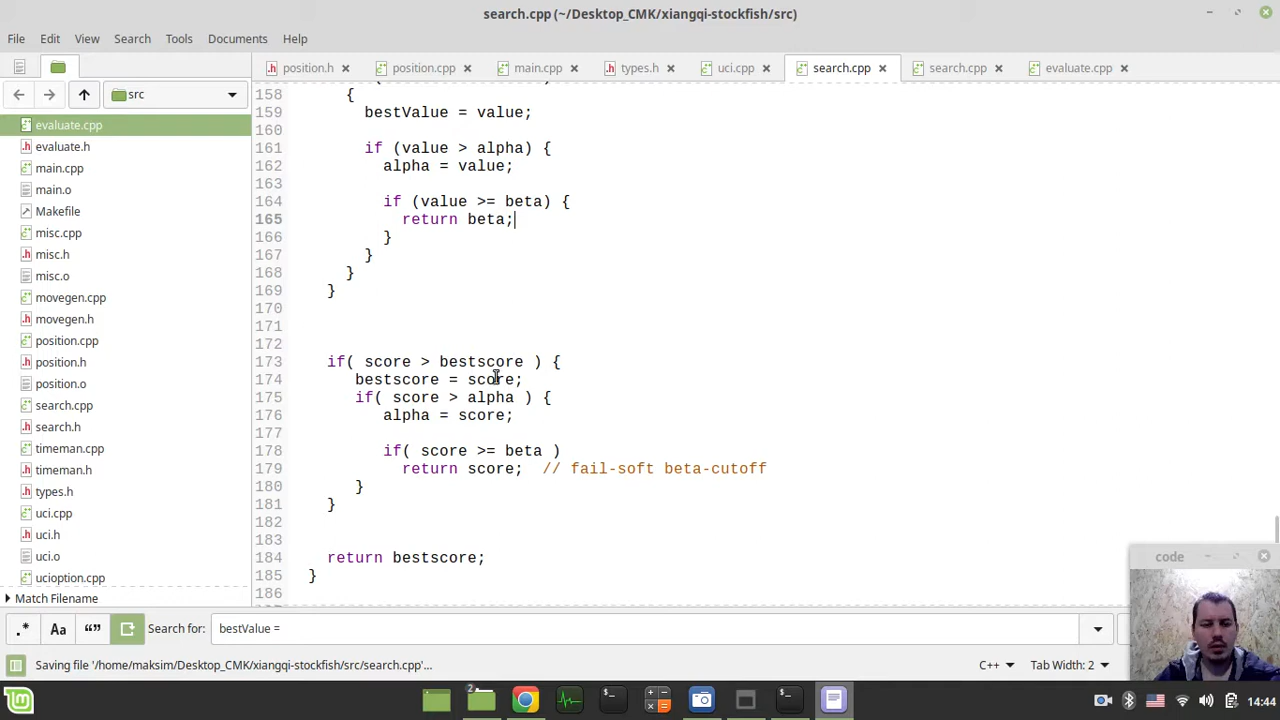 search.cpp (~/Desktop_CMK/xiangqi-stockfish/src)
File Edit View Search Tools Documents Help
position.h position.cpp main.cpp types.h uci.cpp search.cpp search.cpp evaluate.cpp
src
evaluate.cpp
evaluate.h
main.cpp
main.o
Makefile
misc.cpp
misc.h
misc.o
movegen.cpp
movegen.h
position.cpp
position.h
position.o
search.cpp
search.h
timeman.cpp
timeman.h
types.h
uci.cpp
uci.h
uci.o
ucioption.cpp
Match Filename
158 {
159 bestValue = value;
160
161 if (value > alpha) {
162 alpha = value;
163
164 if (value >= beta) {
165 return beta;
166 }
167 }
168 }
169 }
170
171
172
173 if( score > bestscore ) {
174 bestscore = score;
175 if( score > alpha ) {
176 alpha = score;
177
178 if( score >= beta )
179 return score; // fail-soft beta-cutoff
180 }
181 }
182
183
184 return bestscore;
185 }
186
.* Aa “” Search for: bestValue =
Saving file '/home/maksim/Desktop_CMK/xiangqi-stockfish/src/search.cpp'...
C++ Tab Width: 2
code
2
14:44